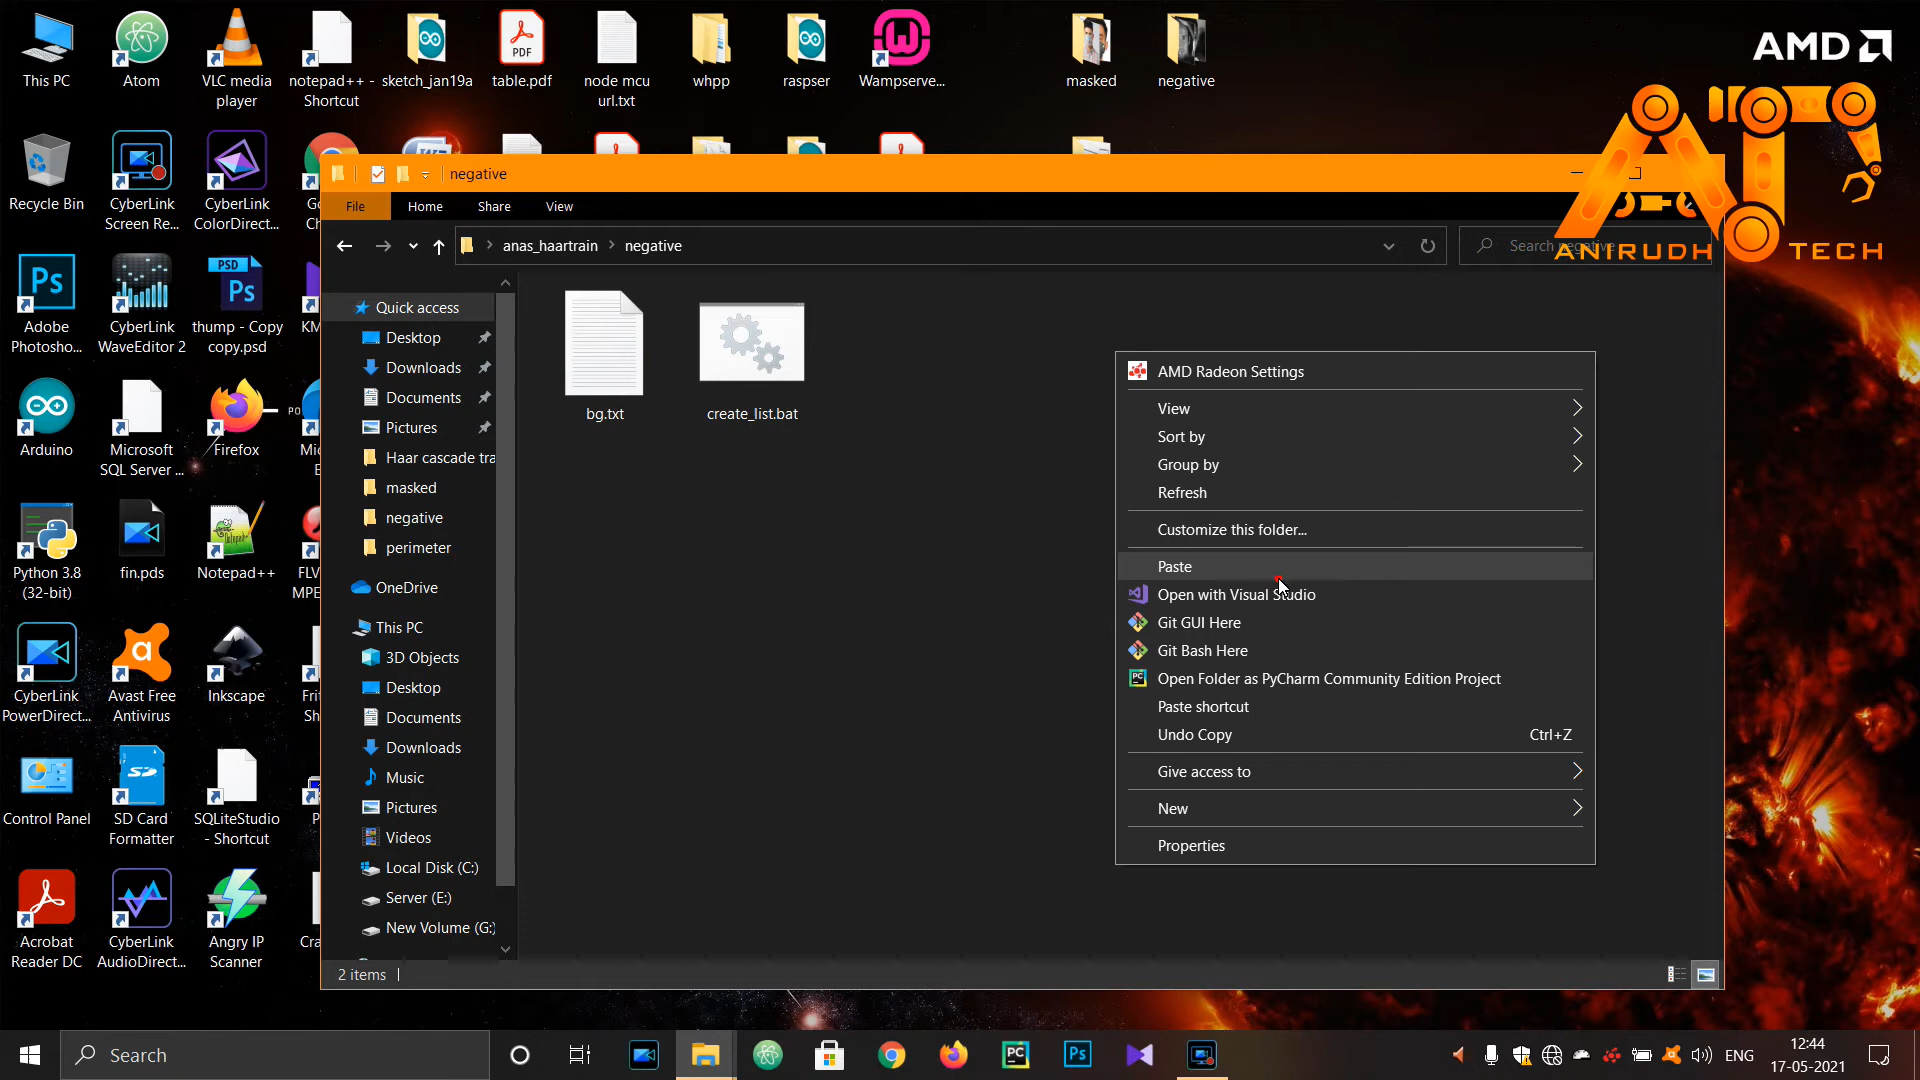 This PC
Atom
VLC media player
notepad++ - Shortcut
sketch_jan19a
table.pdf
node mcu url.txt
whpp
raspser
Wampserve...
masked
negative
AMD
ANIRUDH TECH
Recycle Bin
CyberLink Screen Re...
CyberLink ColorDirect...
Adobe Photosho...
CyberLink WaveEditor 2
thump - Copy copy.psd
Arduino
Microsoft SQL Server ...
Firefox
Python 3.8 (32-bit)
fin.pds
Notepad++
CyberLink PowerDirect...
Avast Free Antivirus
Inkscape
Control Panel
SD Card Formatter
SQLiteStudio - Shortcut
Acrobat Reader DC
CyberLink AudioDirect...
Angry IP Scanner
negative
File
Home
Share
View
anas_haartrain
negative
Search negative
Quick access
Desktop
Downloads
Documents
Pictures
Haar cascade tra
masked
negative
perimeter
OneDrive
This PC
3D Objects
Desktop
Documents
Downloads
Music
Pictures
Videos
Local Disk (C:)
Server (E:)
New Volume (G:)
bg.txt
create_list.bat
AMD Radeon Settings
View
Sort by
Group by
Refresh
Customize this folder...
Paste
Open with Visual Studio
Git GUI Here
Git Bash Here
Open Folder as PyCharm Community Edition Project
Paste shortcut
Undo Copy Ctrl+Z
Give access to
New
Properties
2 items
Search
ENG
12:44
17-05-2021